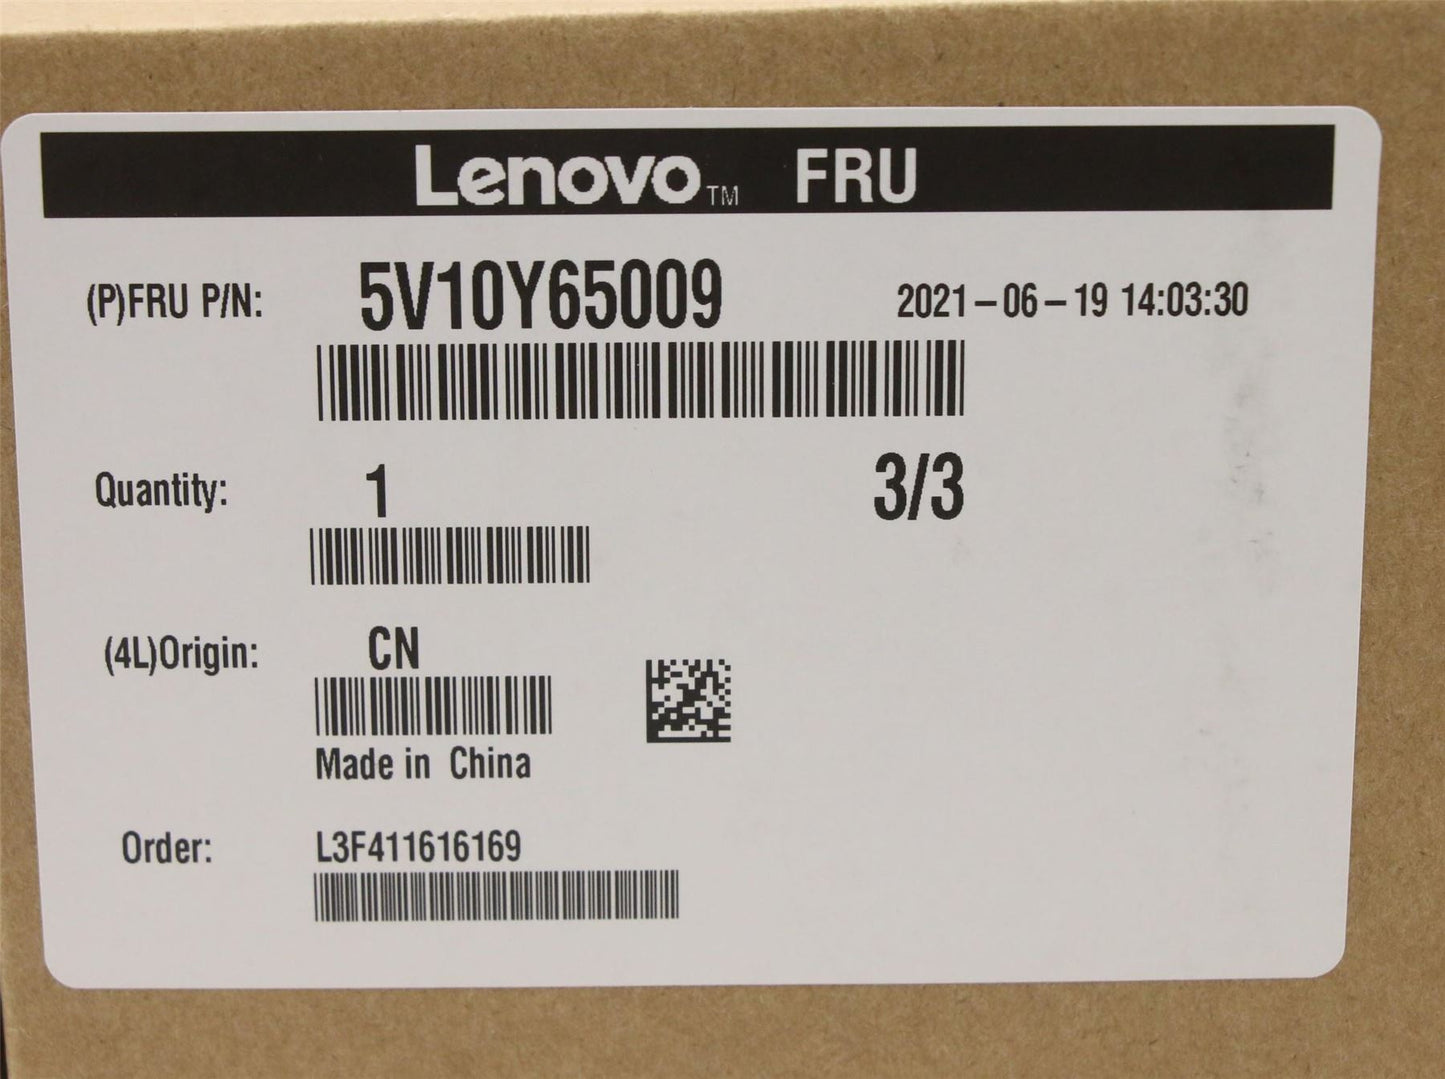 Lenovo™ FRU
(P)FRU P/N: 5V10Y65009 2021-06-19 14:03:30
Quantity: 1 3/3
(4L)Origin: CN
Made in China
Order: L3F411616169